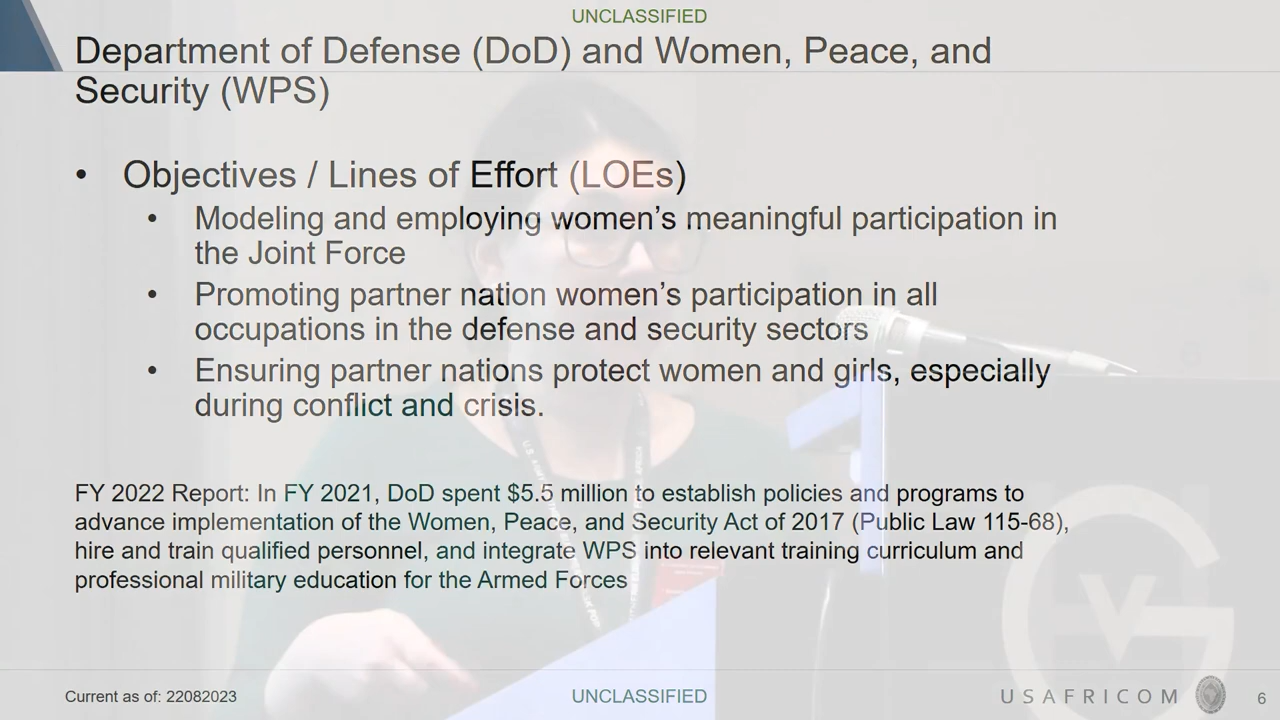 UNCLASSIFIED
Department of Defense (DoD) and Women, Peace, and
Security (WPS)
• Objectives / Lines of Effort (LOEs)
• Modeling and employing women's meaningful participation in
the Joint Force
• Promoting partner nation women's participation in all
occupations in the defense and security sectors
• Ensuring partner nations protect women and girls, especially
during conflict and crisis.
FY 2022 Report: In FY 2021, DoD spent $5.5 million to establish policies and programs to
advance implementation of the Women, Peace, and Security Act of 2017 (Public Law 115-68),
hire and train qualified personnel, and integrate WPS into relevant training curriculum and
professional military education for the Armed Forces
Current as of: 22082023
UNCLASSIFIED
USAFRICOM
6